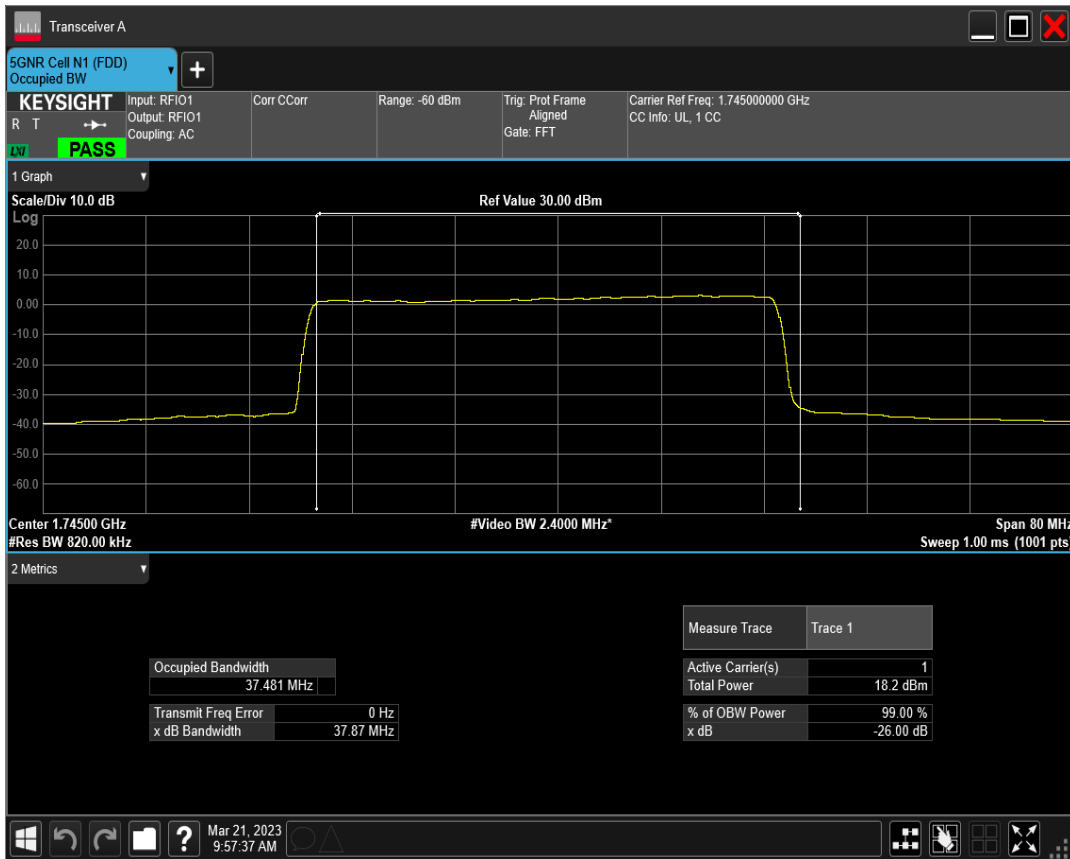 Transceiver A
5GNR Cell N1 (FDD)
Occupied BW
KEYSIGHT
R T
LXI
PASS
Input: RFIO1
Output: RFIO1
Coupling: AC
Corr CCorr
Range: -60 dBm
Trig: Prot Frame
Aligned
Gate: FFT
Carrier Ref Freq: 1.745000000 GHz
CC Info: UL, 1 CC
1 Graph
Scale/Div 10.0 dB
Ref Value 30.00 dBm
Log
20.0
10.0
0.00
-10.0
-20.0
-30.0
-40.0
-50.0
-60.0
Center 1.74500 GHz
#Video BW 2.4000 MHz*
Span 80 MHz
#Res BW 820.00 kHz
Sweep 1.00 ms (1001 pts)
2 Metrics
Measure Trace Trace 1
Occupied Bandwidth
37.481 MHz
Transmit Freq Error 0 Hz
x dB Bandwidth 37.87 MHz
Active Carrier(s) 1
Total Power 18.2 dBm
% of OBW Power 99.00 %
x dB -26.00 dB
?
Mar 21, 2023
9:57:37 AM